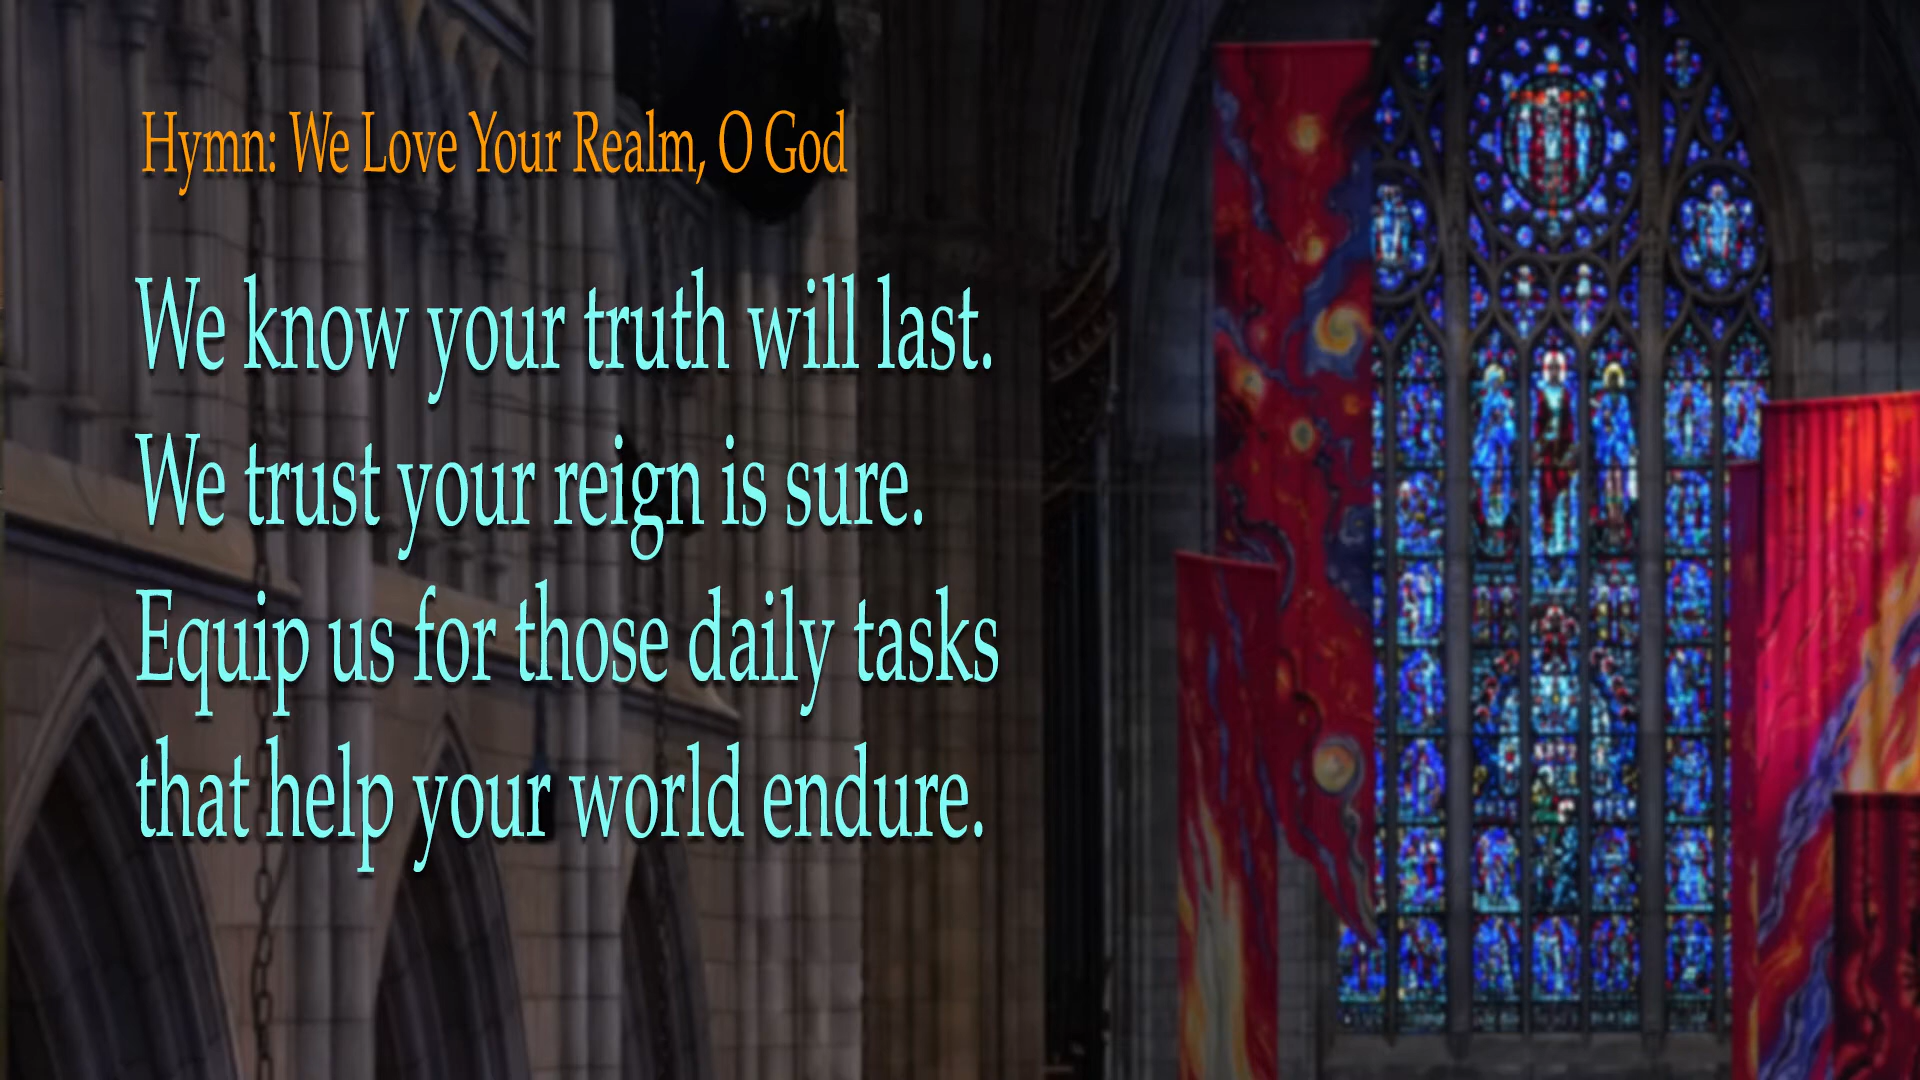 Hymn: We Love Your Realm, O God
We know your truth will last.
We trust your reign is sure.
Equip us for those daily tasks
that help your world endure.